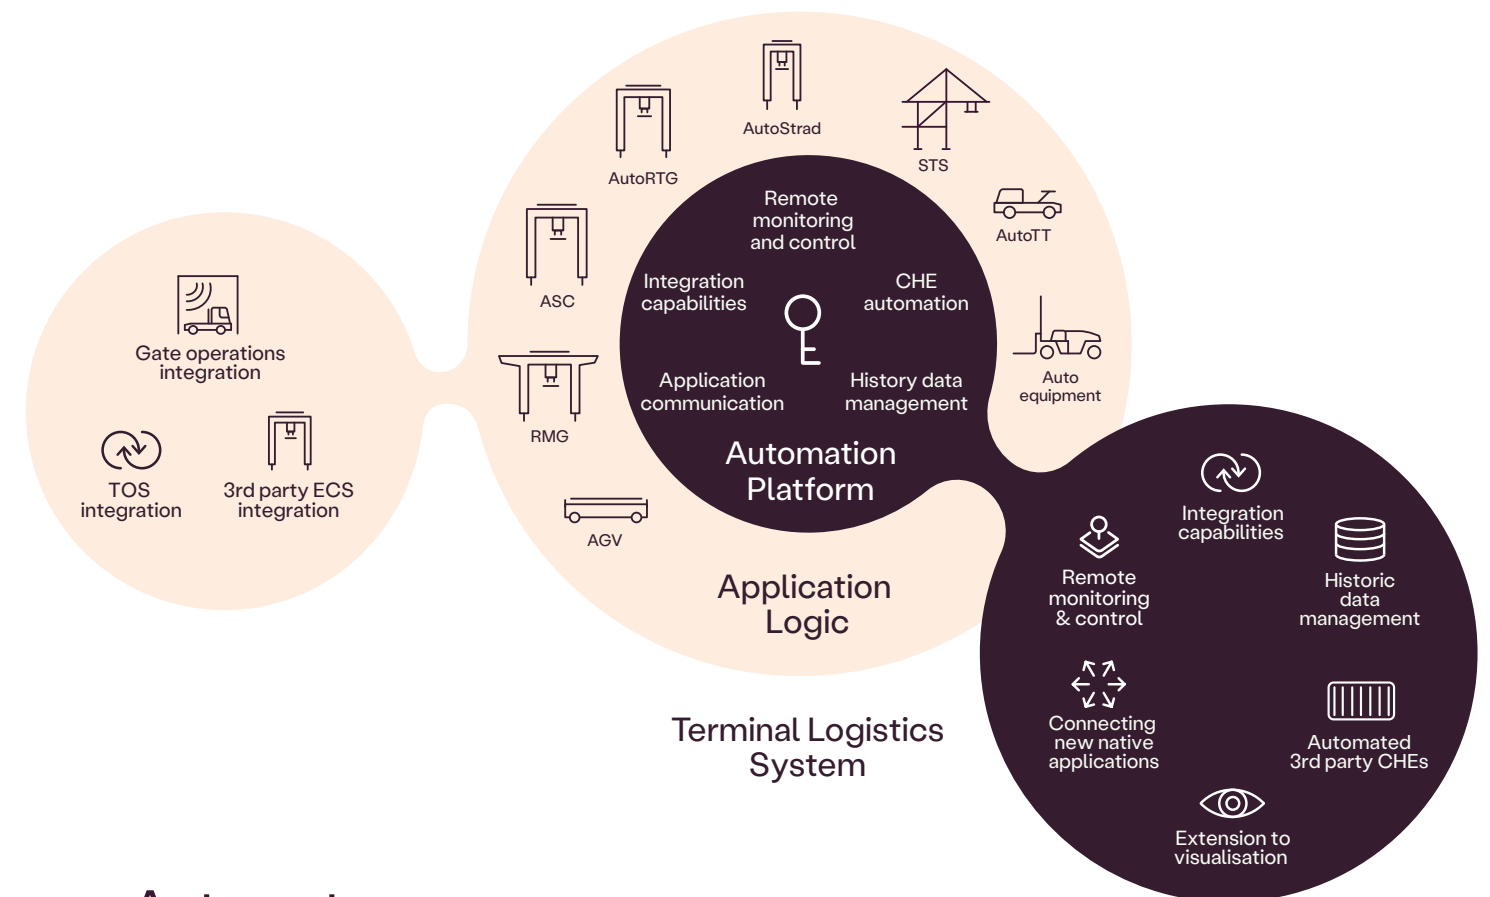 AutoStrad
AutoRTG
STS
AutoTT
ASC
Auto
equipment
RMG
AGV
Remote
monitoring
and control
Integration
capabilities
CHE
automation
Application
communication
History data
management
Automation
Platform
Application
Logic
Terminal Logistics
System
Gate operations
integration
TOS
integration
3rd party ECS
integration
Integration
capabilities
Remote
monitoring
& control
Historic
data
management
Connecting
new native
applications
Automated
3rd party CHEs
Extension to
visualisation